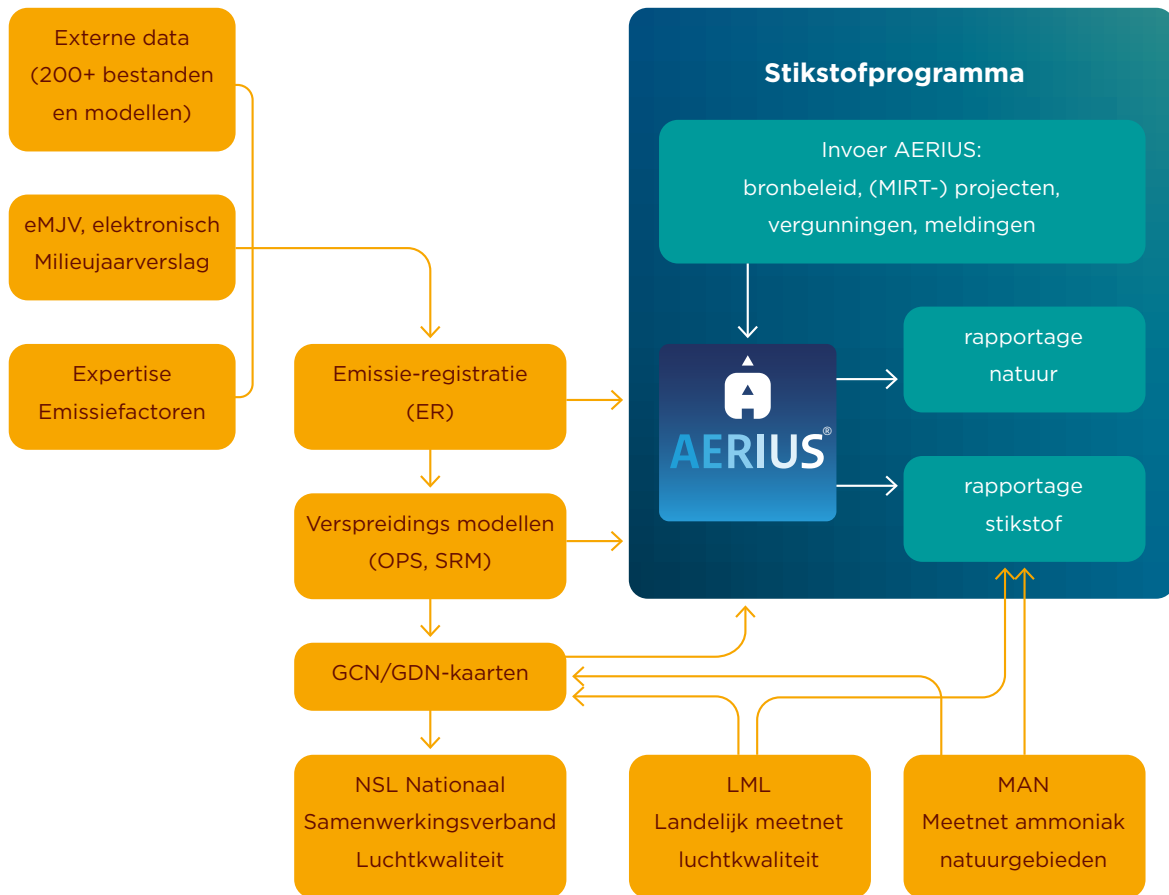 Externe data
(200+ bestanden
en modellen)
eMJV, elektronisch
Milieujaarverslag
Expertise
Emissiefactoren
Emissie-registratie
(ER)
Verspreidings modellen
(OPS, SRM)
GCN/GDN-kaarten
NSL Nationaal
Samenwerkingsverband
Luchtkwaliteit
LML
Landelijk meetnet
luchtkwaliteit
MAN
Meetnet ammoniak
natuurgebieden
Stikstofprogramma
Invoer AERIUS:
bronbeleid, (MIRT-) projecten,
vergunningen, meldingen
AERIUS®
rapportage
natuur
rapportage
stikstof